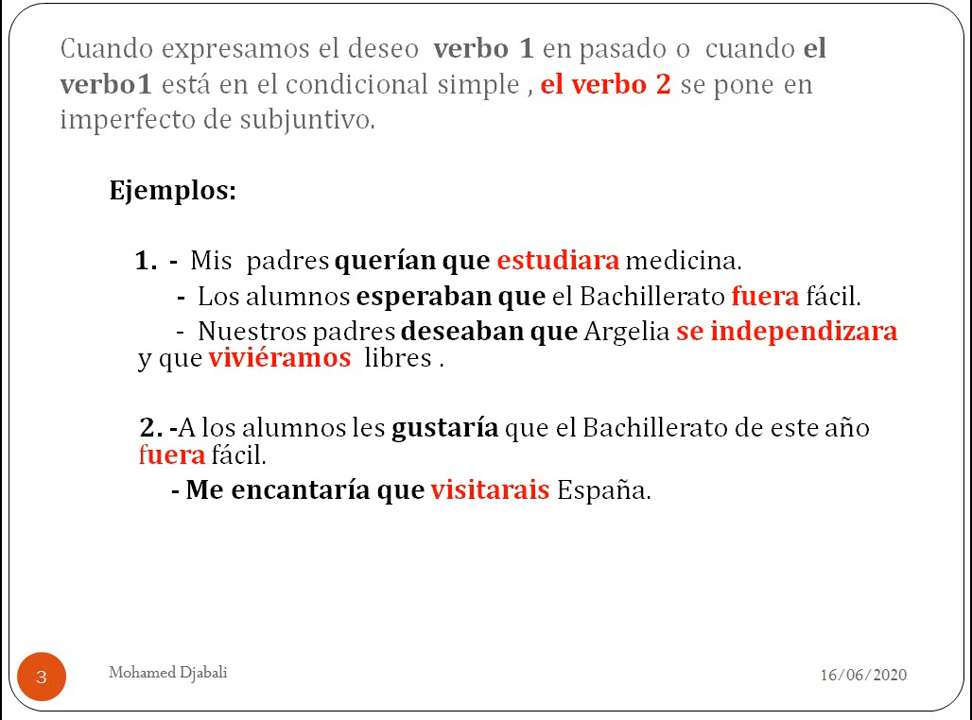 Cuando expresamos el deseo verbo 1 en pasado o cuando el
verbo1 está en el condicional simple , el verbo 2 se pone en
imperfecto de subjuntivo.
Ejemplos:
1. - Mis padres querían que estudiara medicina.
- Los alumnos esperaban que el Bachillerato fuera fácil.
- Nuestros padres deseaban que Argelia se independizara
y que viviéramos libres .
2. -A los alumnos les gustaría que el Bachillerato de este año
fuera fácil.
- Me encantaría que visitarais España.
3 Mohamed Djabali 16/06/2020